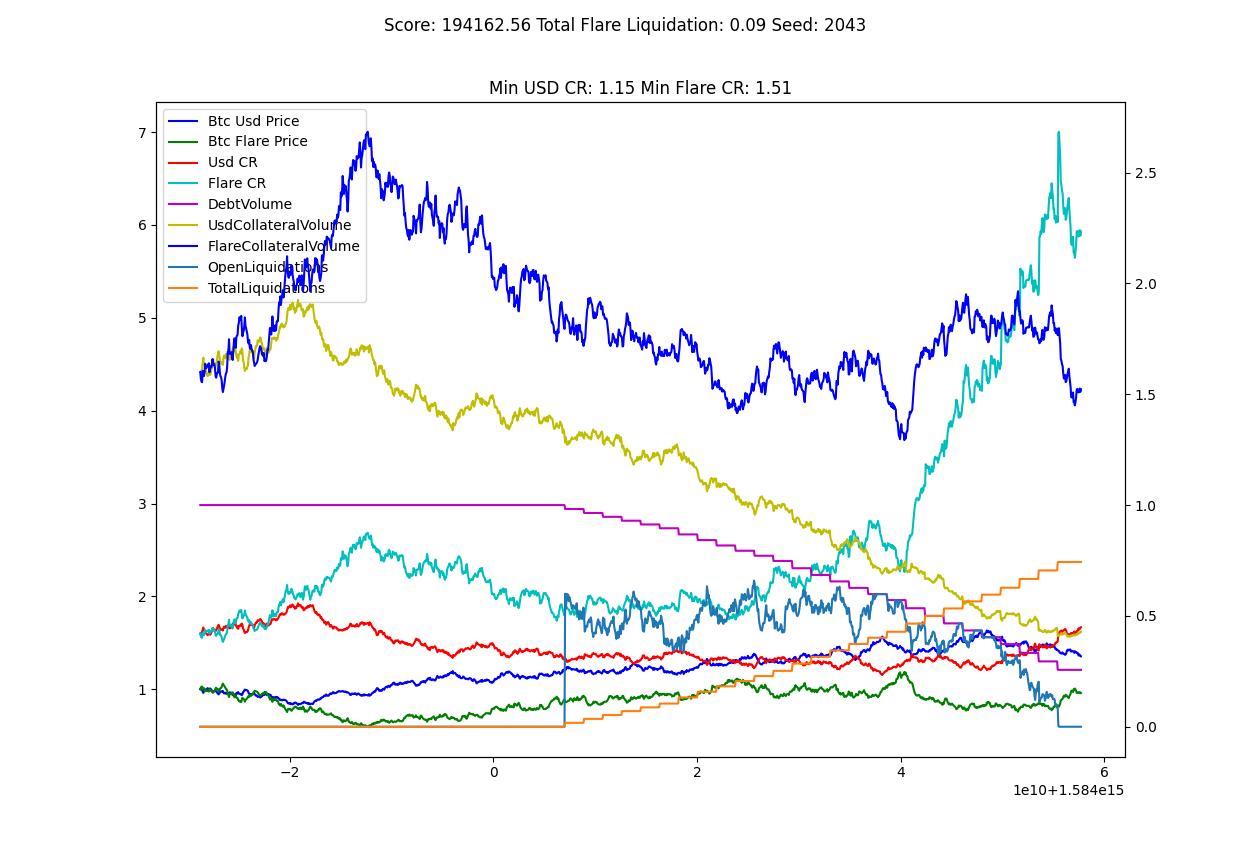 Score: 194162.56 Total Flare Liquidation: 0.09 Seed: 2043
Min USD CR: 1.15 Min Flare CR: 1.51
Btc Usd Price
Btc Flare Price
Usd CR
Flare CR
DebtVolume
UsdCollateralVolume
FlareCollateralVolume
OpenLiquidations
TotalLiquidations
7
6
5
4
3
2
1
2.5
2.0
1.5
1.0
0.5
0.0
−2
0
2
4
6
1e10+1.584e15